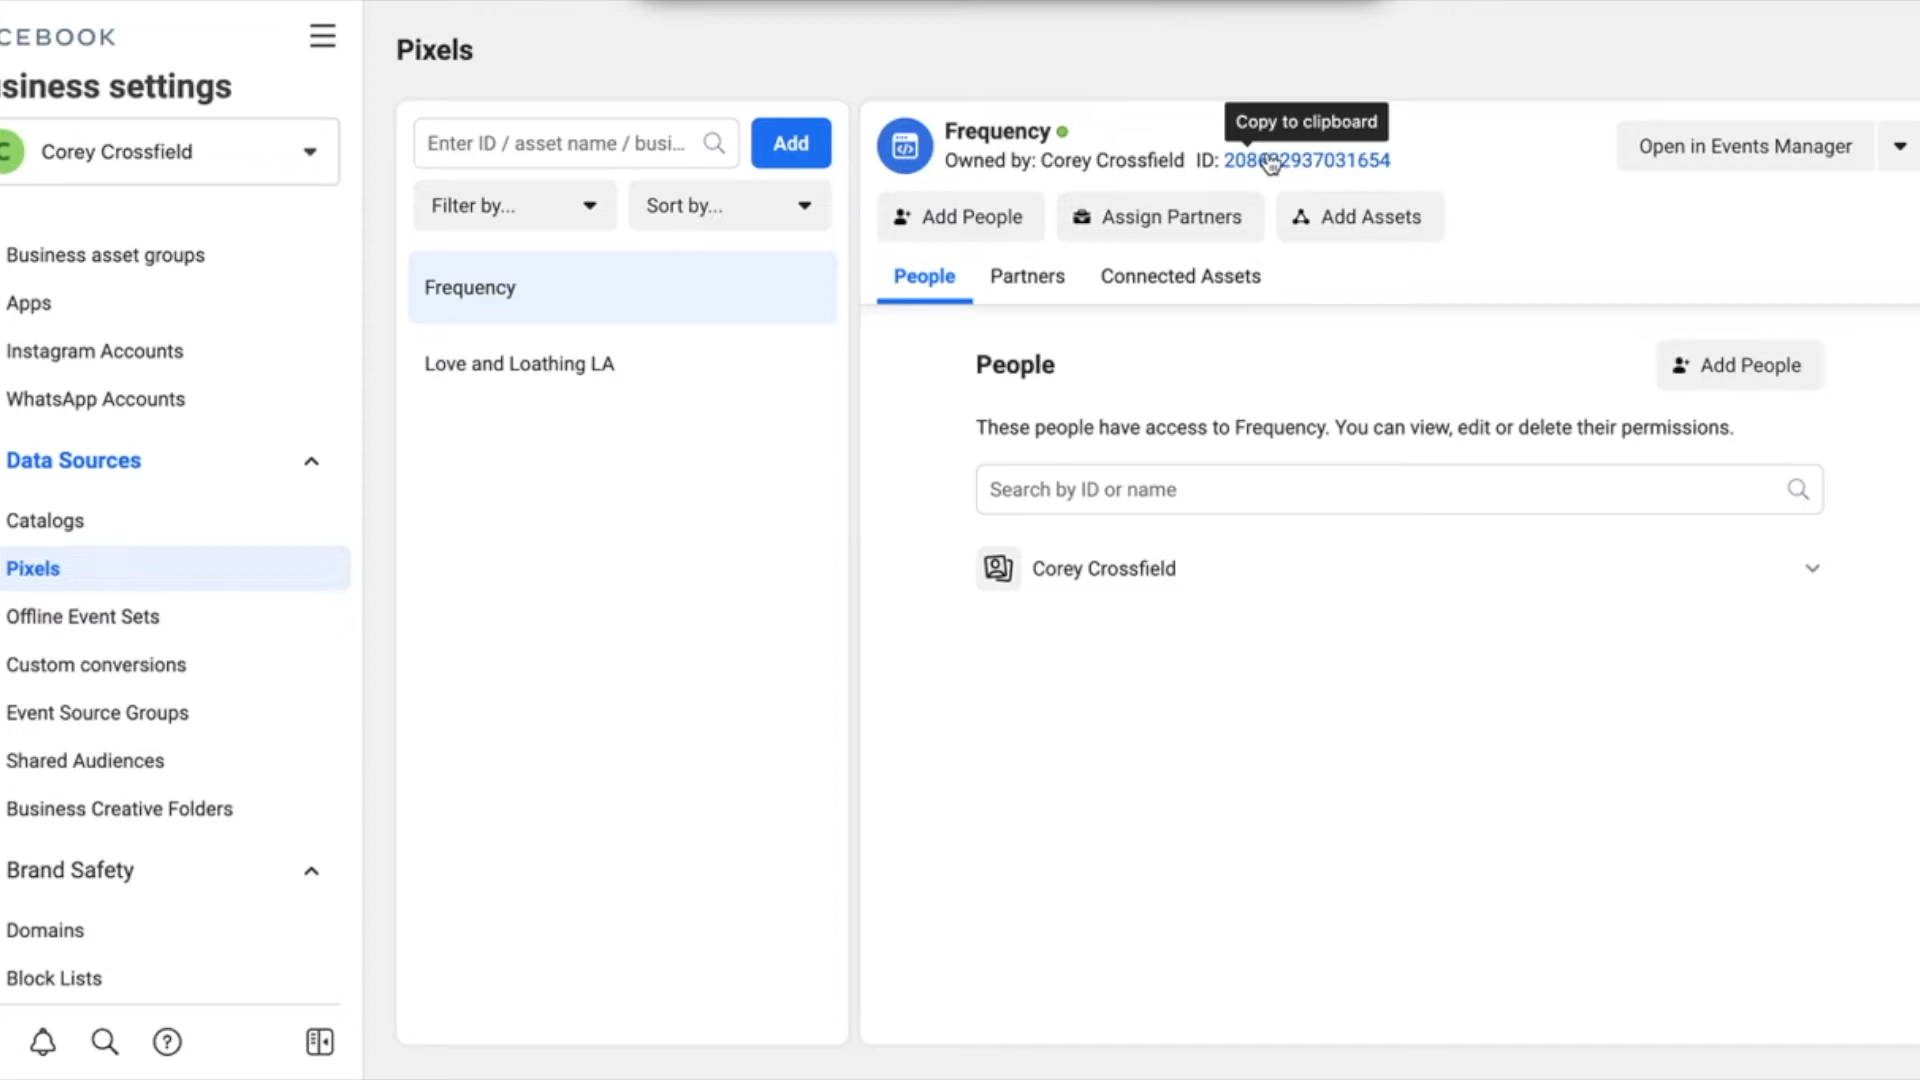 CEBOOK
siness settings
C
Corey Crossfield
Business asset groups
Apps
Instagram Accounts
WhatsApp Accounts
Data Sources
Catalogs
Pixels
Offline Event Sets
Custom conversions
Event Source Groups
Shared Audiences
Business Creative Folders
Brand Safety
Domains
Block Lists
Pixels
Enter ID / asset name / busi...
Add
Filter by...
Sort by...
Frequency
Love and Loathing LA
Copy to clipboard
Frequency
Owned by: Corey Crossfield ID:
Open in Events Manager
Add People
Assign Partners
Add Assets
People
Partners
Connected Assets
People
Add People
These people have access to Frequency. You can view, edit or delete their permissions.
Search by ID or name
Corey Crossfield